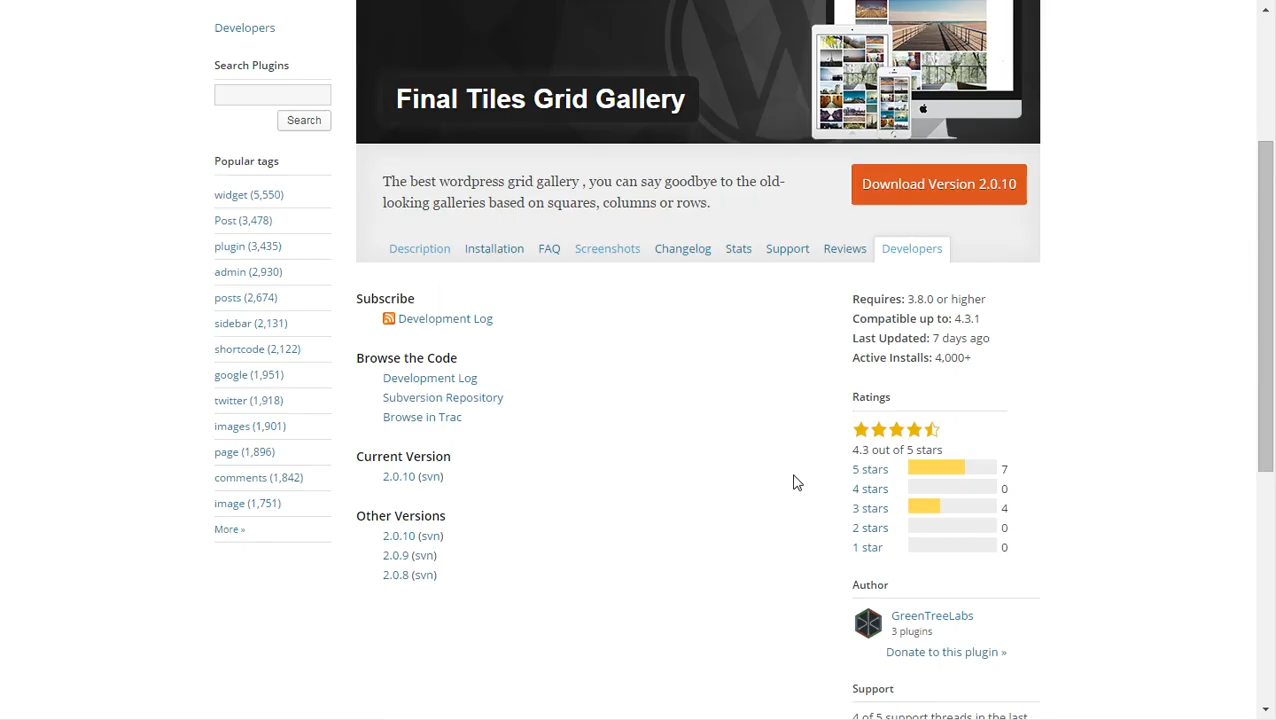 Developers
Search Plugins
Search
Popular tags
widget (5,550)
Post (3,478)
plugin (3,435)
admin (2,930)
posts (2,674)
sidebar (2,131)
shortcode (2,122)
google (1,951)
twitter (1,918)
images (1,901)
page (1,896)
comments (1,842)
image (1,751)
More »
Final Tiles Grid Gallery
The best wordpress grid gallery , you can say goodbye to the old-
looking galleries based on squares, columns or rows.
Download Version 2.0.10
Description Installation FAQ Screenshots Changelog Stats Support Reviews Developers
Subscribe
Development Log
Browse the Code
Development Log
Subversion Repository
Browse in Trac
Current Version
2.0.10 (svn)
Other Versions
2.0.10 (svn)
2.0.9 (svn)
2.0.8 (svn)
Requires: 3.8.0 or higher
Compatible up to: 4.3.1
Last Updated: 7 days ago
Active Installs: 4,000+
Ratings
4.3 out of 5 stars
5 stars 7
4 stars 0
3 stars 4
2 stars 0
1 star 0
Author
GreenTreeLabs
3 plugins
Donate to this plugin »
Support
4 of 5 support threads in the last